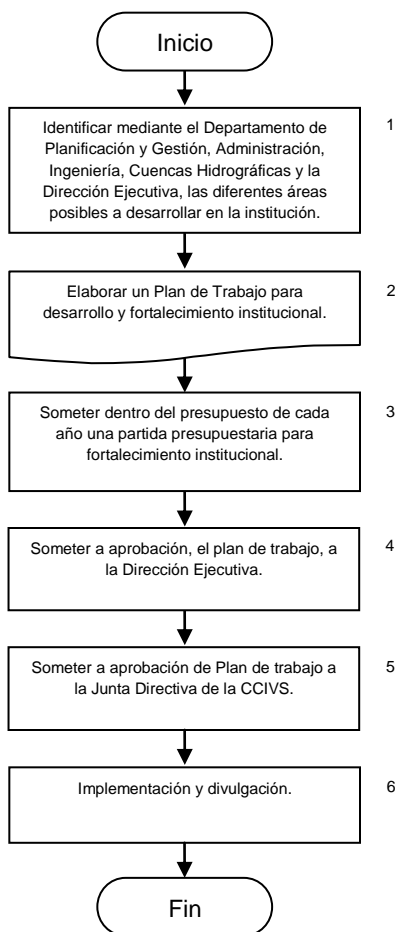 Inicio
Identificar mediante el Departamento de
Planificación y Gestión, Administración,
Ingeniería, Cuencas Hidrográficas y la
Dirección Ejecutiva, las diferentes áreas
posibles a desarrollar en la institución.
1
Elaborar un Plan de Trabajo para
desarrollo y fortalecimiento institucional.
2
Someter dentro del presupuesto de cada
año una partida presupuestaria para
fortalecimiento institucional.
3
Someter a aprobación, el plan de trabajo, a
la Dirección Ejecutiva.
4
Someter a aprobación de Plan de trabajo a
la Junta Directiva de la CCIVS.
5
Implementación y divulgación.
6
Fin